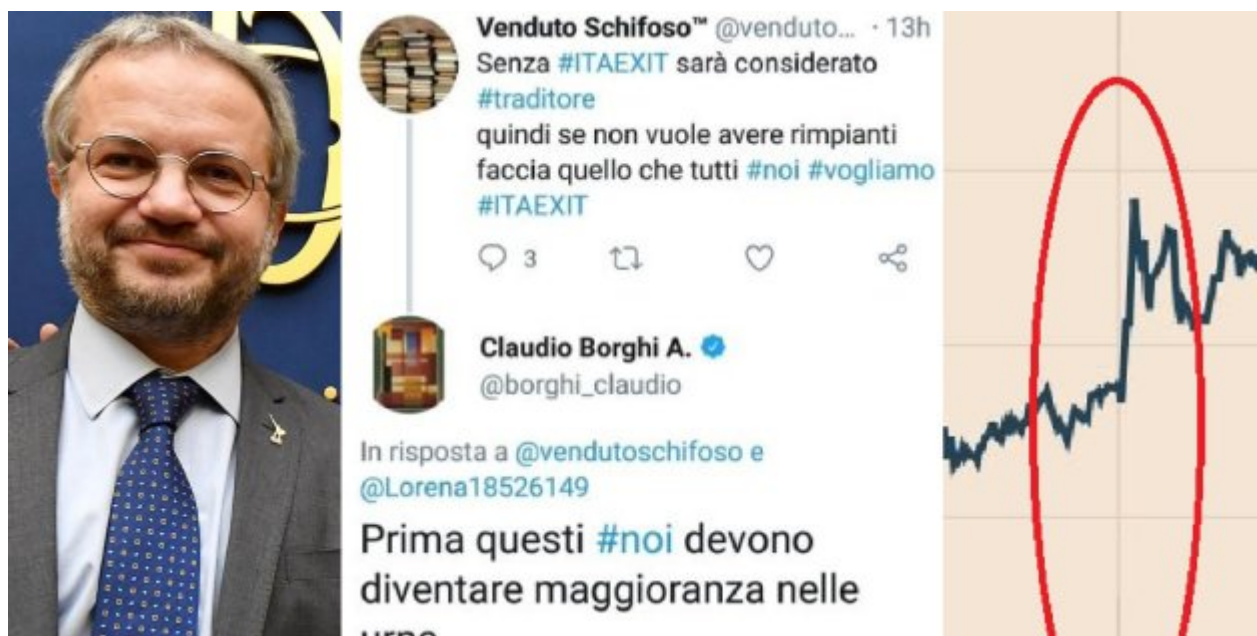 Venduto Schifoso™ @venduto... · 13h
Senza #ITAEXIT sarà considerato
#traditore
quindi se non vuole avere rimpianti
faccia quello che tutti #noi #vogliamo
#ITAEXIT
3
Claudio Borghi A.
@borghi_claudio
In risposta a @vendutoschifoso e
@Lorena18526149
Prima questi #noi devono
diventare maggioranza nelle